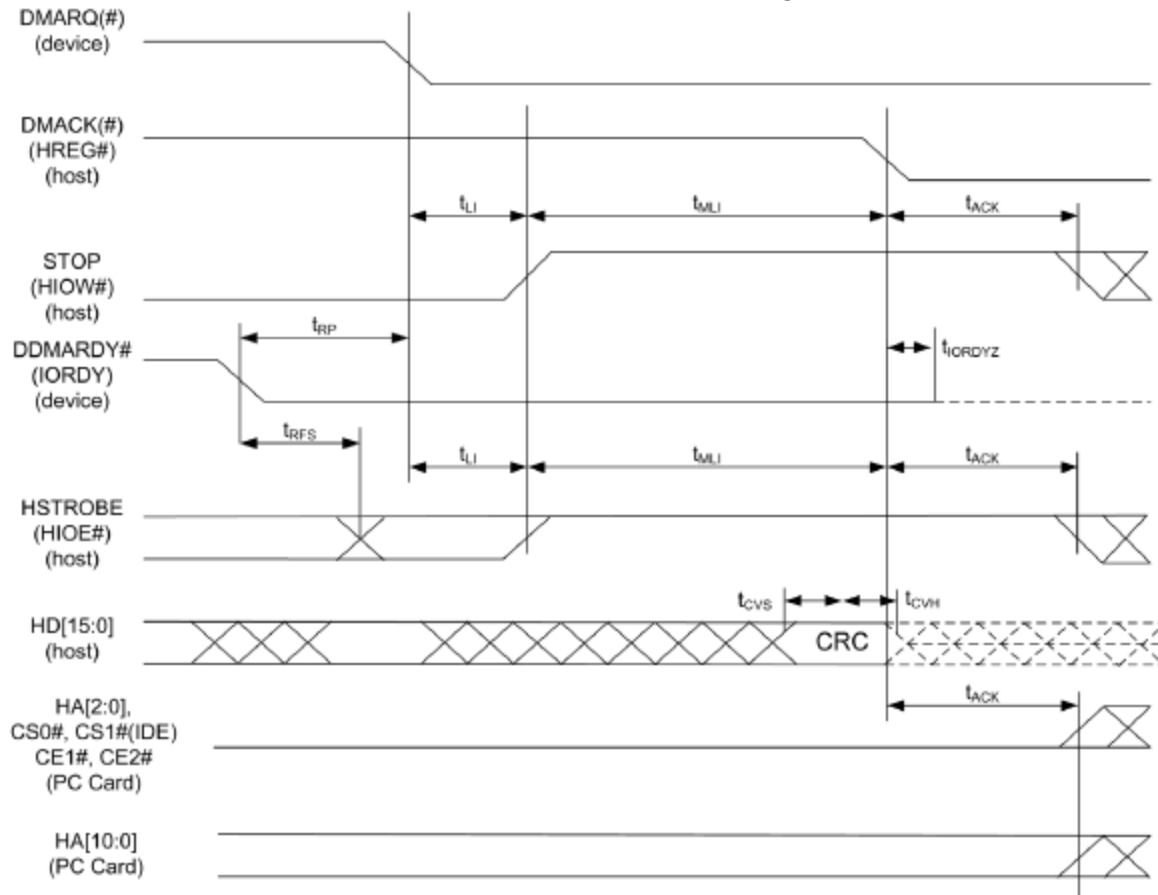 DMARQ(#)
(device)
DMACK(#)
(HREG#)
(host)
tLI
tMLI
tACK
STOP
(HIOW#)
(host)
tRP
DDMARDY#
(IORDY)
(device)
tIORDYZ
tRFS
tLI
tMLI
tACK
HSTROBE
(HIOE#)
(host)
tCVS
tCVH
HD[15:0]
(host)
CRC
HA[2:0],
CS0#, CS1#(IDE)
CE1#, CE2#
(PC Card)
tACK
HA[10:0]
(PC Card)